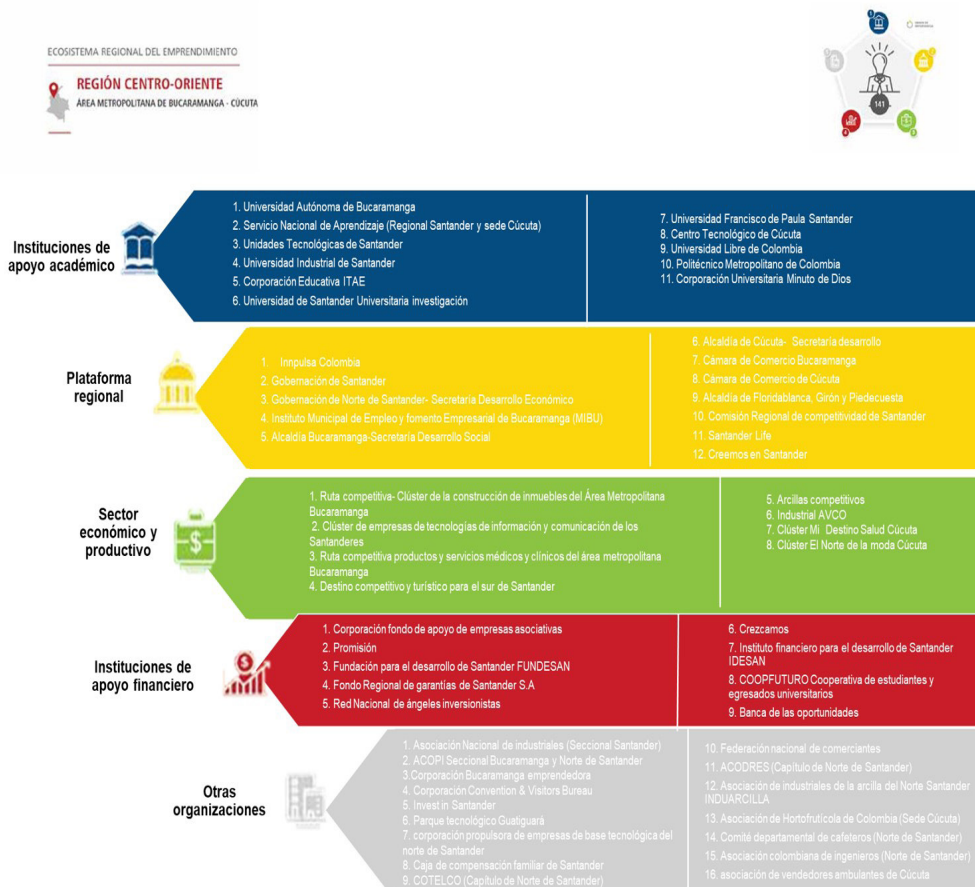 ECOSISTEMA REGIONAL DEL EMPRENDIMIENTO
REGIÓN CENTRO-ORIENTE
ÁREA METROPOLITANA DE BUCARAMANGA - CÚCUTA
1
2
3
4
141
Instituciones de
apoyo académico
1. Universidad Autónoma de Bucaramanga
2. Servicio Nacional de Aprendizaje (Regional Santander y sede Cúcuta)
3. Unidades Tecnológicas de Santander
4. Universidad Industrial de Santander
5. Corporación Educativa ITAE
6. Universidad de Santander Universitaria investigación
7. Universidad Francisco de Paula Santander
8. Centro Tecnológico de Cúcuta
9. Universidad Libre de Colombia
10. Politécnico Metropolitano de Colombia
11. Corporación Universitaria Minuto de Dios
Plataforma
regional
1. Innpulsa Colombia
2. Gobernación de Santander
3. Gobernación de Norte de Santander- Secretaría Desarrollo Económico
4. Instituto Municipal de Empleo y fomento Empresarial de Bucaramanga (MIBU)
5. Alcaldía Bucaramanga-Secretaría Desarrollo Social
6. Alcaldía de Cúcuta- Secretaría desarrollo
7. Cámara de Comercio Bucaramanga
8. Cámara de Comercio de Cúcuta
9. Alcaldía de Floridablanca, Girón y Piedecuesta
10. Comisión Regional de competitividad de Santander
11. Santander Life
12. Creemos en Santander
Sector
económico y
productivo
1. Ruta competitiva- Clúster de la construcción de inmuebles del Área Metropolitana
Bucaramanga
2. Clúster de empresas de tecnologías de información y comunicación de los
Santanderes
3. Ruta competitiva productos y servicios médicos y clínicos del área metropolitana
Bucaramanga
4. Destino competitivo y turístico para el sur de Santander
5. Arcillas competitivos
6. Industrial AVCO
7. Clúster Mi Destino Salud Cúcuta
8. Clúster El Norte de la moda Cúcuta
Instituciones de
apoyo financiero
1. Corporación fondo de apoyo de empresas asociativas
2. Promisión
3. Fundación para el desarrollo de Santander FUNDESAN
4. Fondo Regional de garantías de Santander S.A
5. Red Nacional de ángeles inversionistas
6. Crezcamos
7. Instituto financiero para el desarrollo de Santander
IDESAN
8. COOPFUTURO Cooperativa de estudiantes y
egresados universitarios
9. Banca de las oportunidades
Otras
organizaciones
1. Asociación Nacional de industriales (Seccional Santander)
2. ACOPI Seccional Bucaramanga y Norte de Santander
3.Corporación Bucaramanga emprendedora
4. Corporación Convention & Visitors Bureau
5. Invest in Santander
6. Parque tecnológico Guatiguará
7. corporación propulsora de empresas de base tecnológica del
norte de Santander
8. Caja de compensación familiar de Santander
9. COTELCO (Capítulo de Norte de Santander)
10. Federación nacional de comerciantes
11. ACODRES (Capítulo de Norte de Santander)
12. Asociación de industriales de la arcilla del Norte Santander
INDUARCILLA
13. Asociación de Hortofrutícola de Colombia (Sede Cúcuta)
14. Comité departamental de cafeteros (Norte de Santander)
15. Asociación colombiana de ingenieros (Norte de Santander)
16. asociación de vendedores ambulantes de Cúcuta